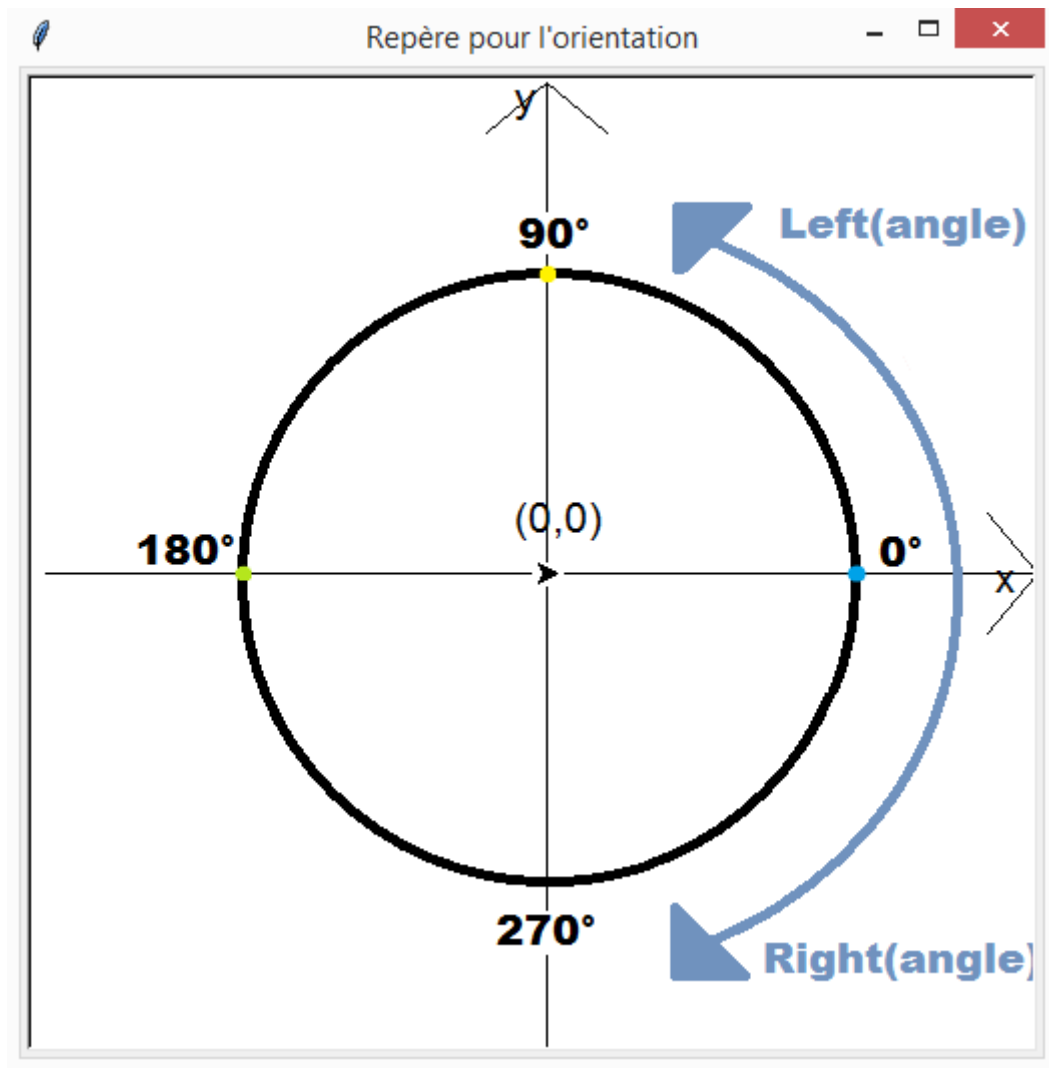 Repère pour l'orientation
y
Left(angle)
90°
(0,0)
180°
0°
x
270°
Right(angle)